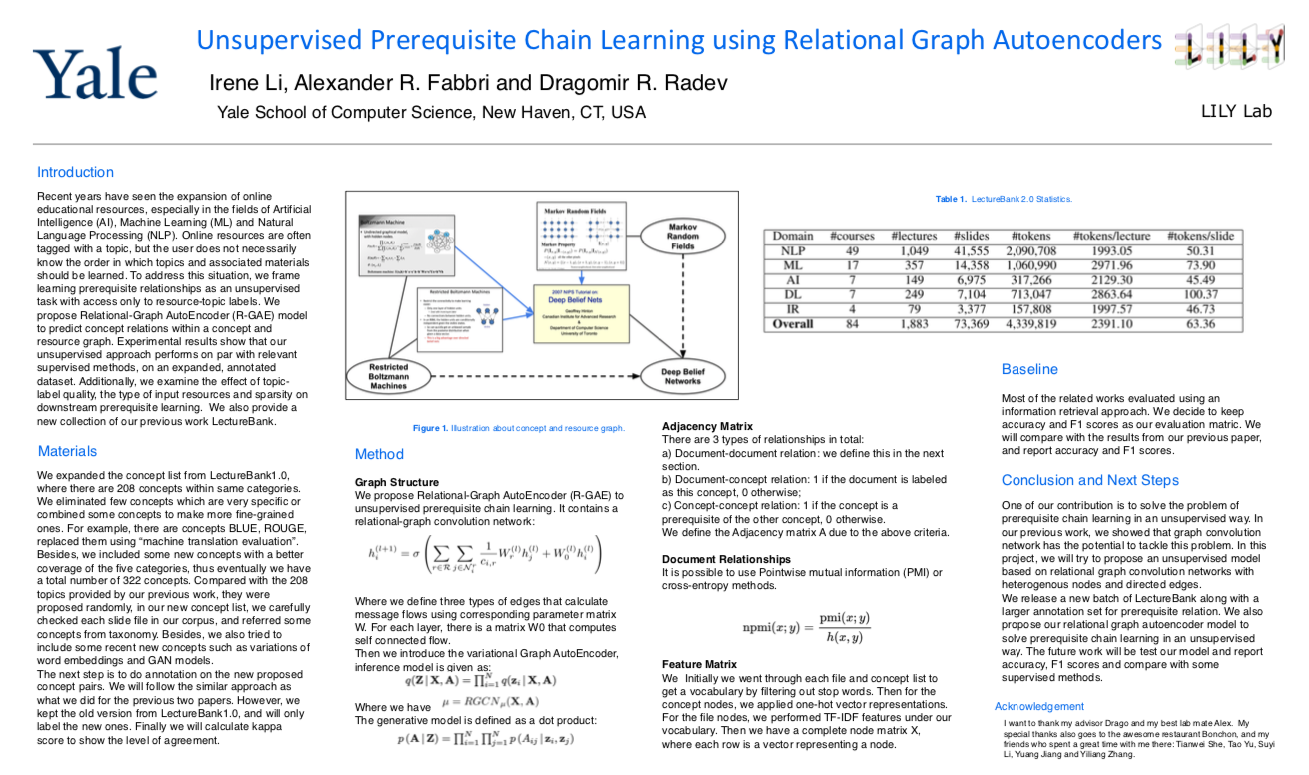 Yale
Unsupervised Prerequisite Chain Learning using Relational Graph Autoencoders
Irene Li, Alexander R. Fabbri and Dragomir R. Radev
Yale School of Computer Science, New Haven, CT, USA
LILY
LILY Lab
Introduction
Recent years have seen the expansion of online
educational resources, especially in the fields of Artificial
Intelligence (AI), Machine Learning (ML) and Natural
Language Processing (NLP). Online resources are often
tagged with a topic, but the user does not necessarily
know the order in which topics and associated materials
should be learned. To address this situation, we frame
learning prerequisite relationships as an unsupervised
task with access only to resource-topic labels. We
propose Relational-Graph AutoEncoder (R-GAE) model
to predict concept relations within a concept and
resource graph. Experimental results show that our
unsupervised approach performs on par with relevant
supervised methods, on an expanded, annotated
dataset. Additionally, we examine the effect of topic-
label quality, the type of input resources and sparsity on
downstream prerequisite learning. We also provide a
new collection of our previous work LectureBank.
Materials
We expanded the concept list from LectureBank1.0,
where there are 208 concepts within same categories.
We eliminated few concepts which are very specific or
combined some concepts to make more fine-grained
ones. For example, there are concepts BLUE, ROUGE,
replaced them using “machine translation evaluation”.
Besides, we included some new concepts with a better
coverage of the five categories, thus eventually we have
a total number of 322 concepts. Compared with the 208
topics provided by our previous work, they were
proposed randomly, in our new concept list, we carefully
checked each slide file in our corpus, and referred some
concepts from taxonomy. Besides, we also tried to
include some recent new concepts such as variations of
word embeddings and GAN models.
The next step is to do annotation on the new proposed
concept pairs. We will follow the similar approach as
what we did for the previous two papers. However, we
kept the old version from LectureBank1.0, and will only
label the new ones. Finally we will calculate kappa
score to show the level of agreement.
Boltzmann Machine
Markov Random Fields
Markov Property
Restricted Boltzmann Machines
2007 NIPS Tutorial on:
Deep Belief Nets
Geoffrey Hinton
Canadian Institute for Advanced Research
&
Department of Computer Science
University of Toronto
Markov
Random
Fields
Restricted
Boltzmann
Machines
Deep Belief
Networks
Figure 1. Illustration about concept and resource graph.
Method
Graph Structure
We propose Relational-Graph AutoEncoder (R-GAE) to
unsupervised prerequisite chain learning. It contains a
relational-graph convolution network:
h_i^{(l+1)} = σ ( ∑_{r∈R} ∑_{j∈N_i^r} 1/c_{i,r} W_r^{(l)} h_j^{(l)} + W_0^{(l)} h_i^{(l)} )
Where we define three types of edges that calculate
message flows using corresponding parameter matrix
W. For each layer, there is a matrix W0 that computes
self connected flow.
Then we introduce the variational Graph AutoEncoder,
inference model is given as:
q(Z | X, A) = ∏_{i=1}^N q(z_i | X, A)
Where we have μ = RGCN_μ(X, A)
The generative model is defined as a dot product:
p(A | Z) = ∏_{i=1}^N ∏_{j=1}^N p(A_{ij} | z_i, z_j)
Adjacency Matrix
There are 3 types of relationships in total:
a) Document-document relation: we define this in the next
section.
b) Document-concept relation: 1 if the document is labeled
as this concept, 0 otherwise;
c) Concept-concept relation: 1 if the concept is a
prerequisite of the other concept, 0 otherwise.
We define the Adjacency matrix A due to the above criteria.
Document Relationships
It is possible to use Pointwise mutual information (PMI) or
cross-entropy methods.
npmi(x; y) = pmi(x; y) / h(x, y)
Feature Matrix
We Initially we went through each file and concept list to
get a vocabulary by filtering out stop words. Then for the
concept nodes, we applied one-hot vector representations.
For the file nodes, we performed TF-IDF features under our
vocabulary. Then we have a complete node matrix X,
where each row is a vector representing a node.
Table 1. LectureBank 2.0 Statistics.
Domain #courses #lectures #slides #tokens #tokens/lecture #tokens/slide
NLP 49 1,049 41,555 2,090,708 1993.05 50.31
ML 17 357 14,358 1,060,990 2971.96 73.90
AI 7 149 6,975 317,266 2129.30 45.49
DL 7 249 7,104 713,047 2863.64 100.37
IR 4 79 3,377 157,808 1997.57 46.73
Overall 84 1,883 73,369 4,339,819 2391.10 63.36
Baseline
Most of the related works evaluated using an
information retrieval approach. We decide to keep
accuracy and F1 scores as our evaluation matric. We
will compare with the results from our previous paper,
and report accuracy and F1 scores.
Conclusion and Next Steps
One of our contribution is to solve the problem of
prerequisite chain learning in an unsupervised way. In
our previous work, we showed that graph convolution
network has the potential to tackle this problem. In this
project, we will try to propose an unsupervised model
based on relational graph convolution networks with
heterogenous nodes and directed edges.
We release a new batch of LectureBank along with a
larger annotation set for prerequisite relation. We also
propose our relational graph autoencoder model to
solve prerequisite chain learning in an unsupervised
way. The future work will be test our model and report
accuracy, F1 scores and compare with some
supervised methods.
Acknowledgement
I want to thank my advisor Drago and my best lab mate Alex. My
special thanks also goes to the awesome restaurant Bonchon, and my
friends who spent a great time with me there: Tianwei She, Tao Yu, Suyi
Li, Yuang Jiang and Yiliang Zhang.